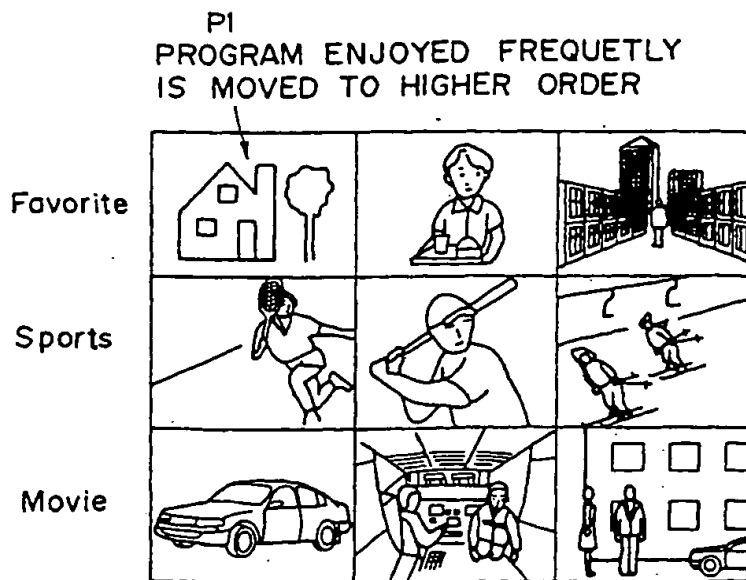 P1
PROGRAM ENJOYED FREQUETLY
IS MOVED TO HIGHER ORDER
Favorite
Sports
Movie